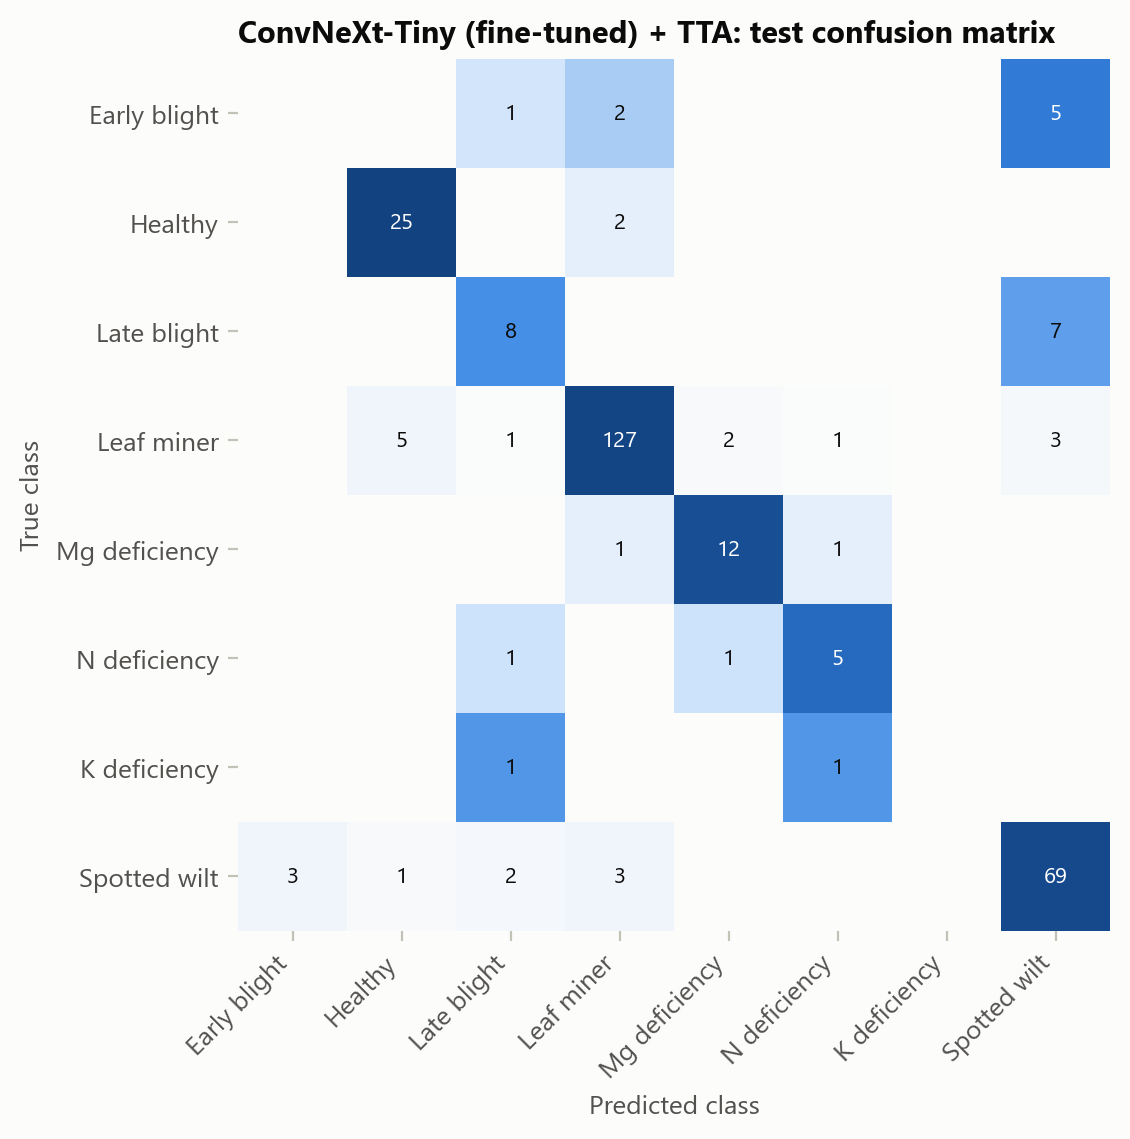 ConvNeXt-Tiny (fine-tuned) + TTA: test confusion matrix
Early blight 1 2 5
Healthy 25 2
Late blight 8 7
Leaf miner 5 1 127 2 1 3
Mg deficiency 1 12 1
N deficiency 1 1 5
K deficiency 1 1
Spotted wilt 3 1 2 3 69
True class
Early blight
Healthy
Late blight
Leaf miner
Mg deficiency
N deficiency
K deficiency
Spotted wilt
Predicted class